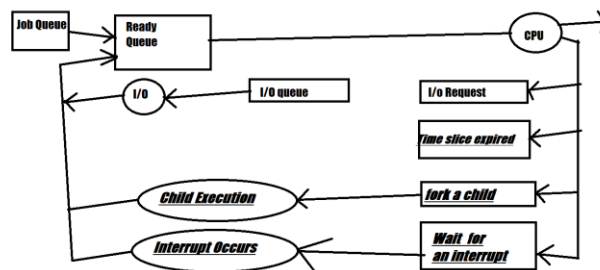 Job Queue
Ready
Queue
CPU
I/O
I/O queue
I/o Request
Time slice expired
Child Execution
fork a child
Interrupt Occurs
Wait for
an interrupt